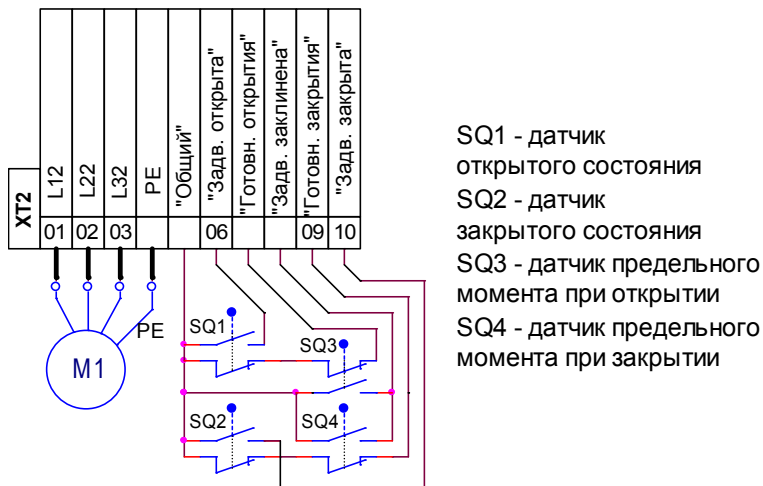 XT2
L12
L22
L32
PE
"Общий"
"Задв. открыта"
"Готовн. открытия"
"Задв. заклинена"
"Готовн. закрытия"
"Задв. закрыта"
01 02 03 06 09 10
PE
M1
SQ1
SQ3
SQ2
SQ4
SQ1 - датчик
открытого состояния
SQ2 - датчик
закрытого состояния
SQ3 - датчик предельного
момента при открытии
SQ4 - датчик предельного
момента при закрытии